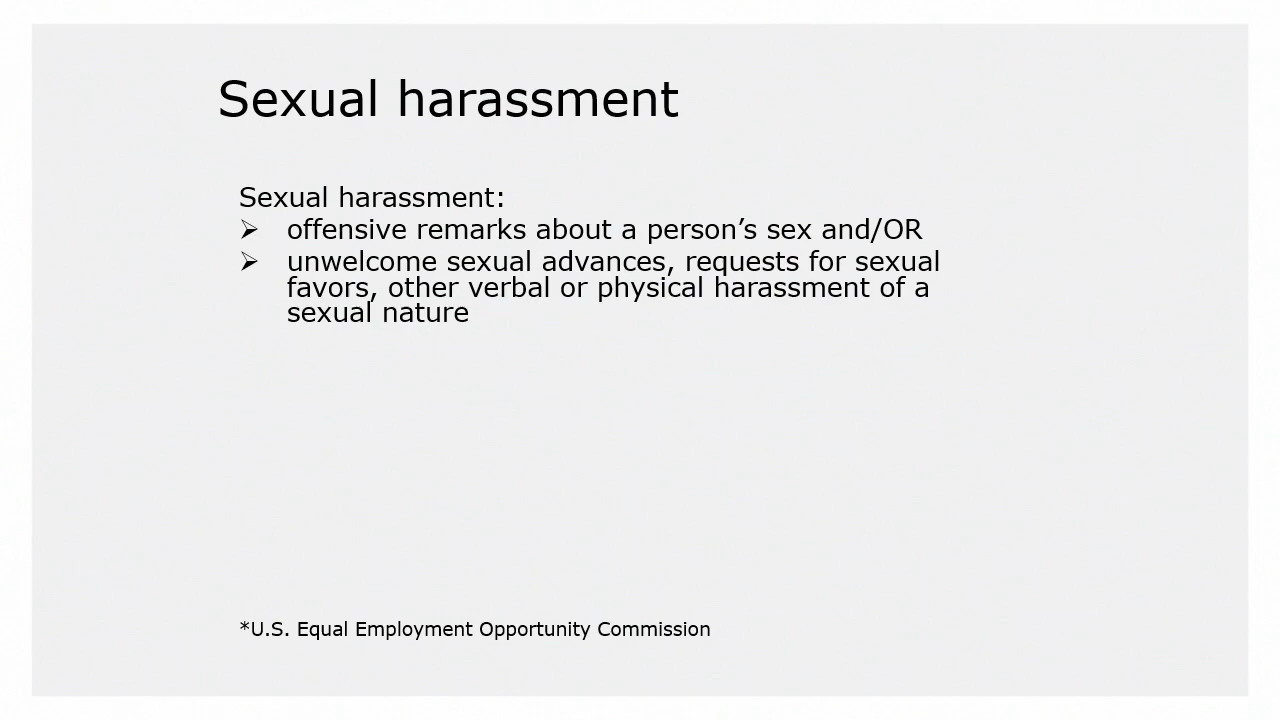 Sexual harassment
Sexual harassment:
➢ offensive remarks about a person’s sex and/OR
➢ unwelcome sexual advances, requests for sexual
favors, other verbal or physical harassment of a
sexual nature
*U.S. Equal Employment Opportunity Commission